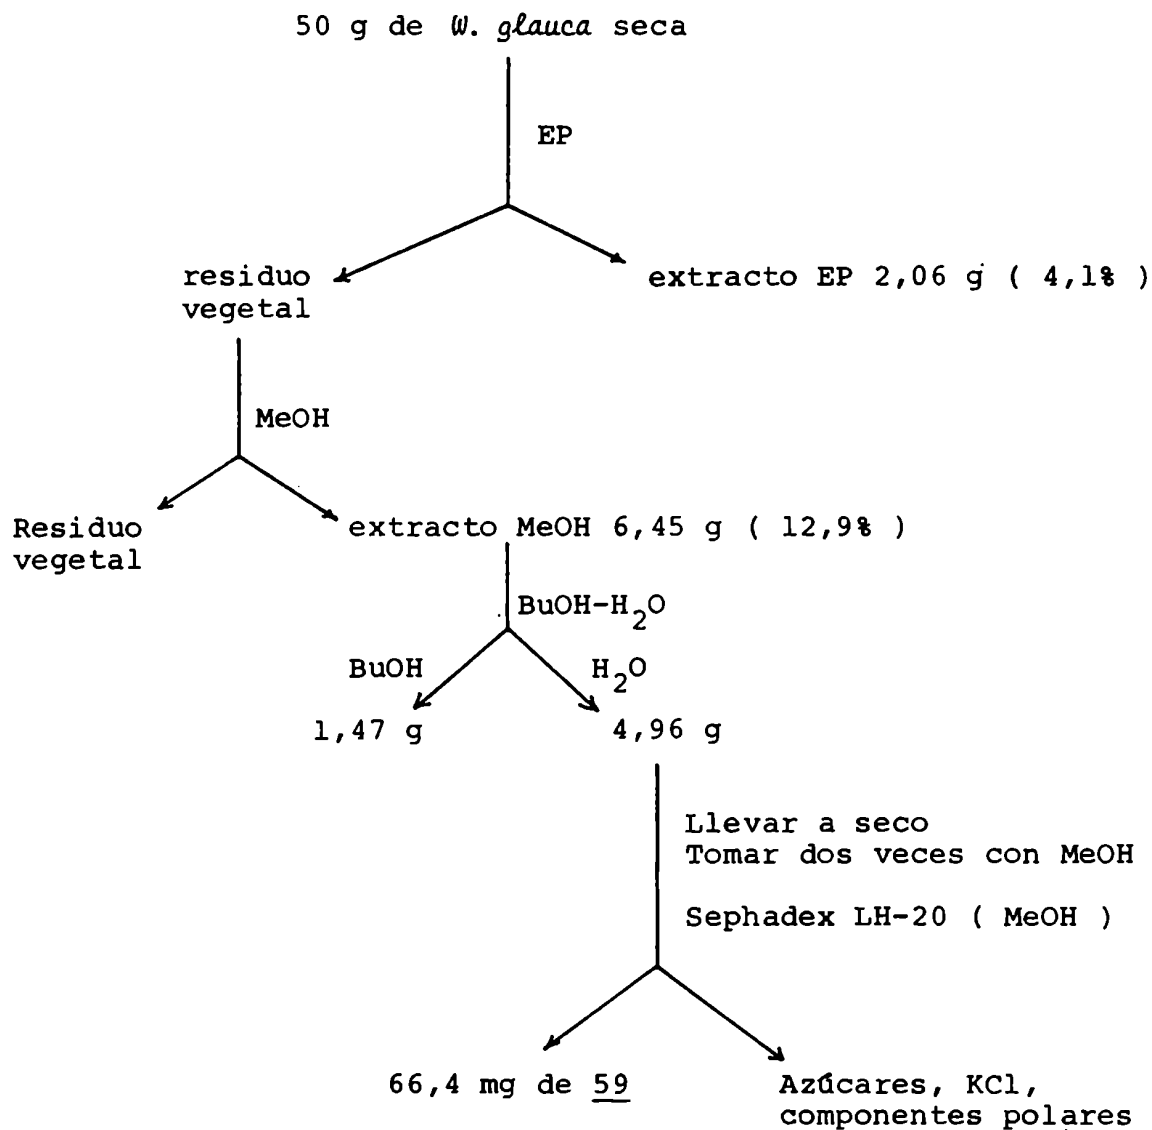 50 g de W. glauca seca
EP
residuo
vegetal
extracto EP 2,06 g ( 4,1% )
MeOH
Residuo
vegetal
extracto MeOH 6,45 g ( 12,9% )
BuOH-H2O
BuOH
H2O
1,47 g
4,96 g
Llevar a seco
Tomar dos veces con MeOH
Sephadex LH-20 ( MeOH )
66,4 mg de 59
Azúcares, KCl,
componentes polares